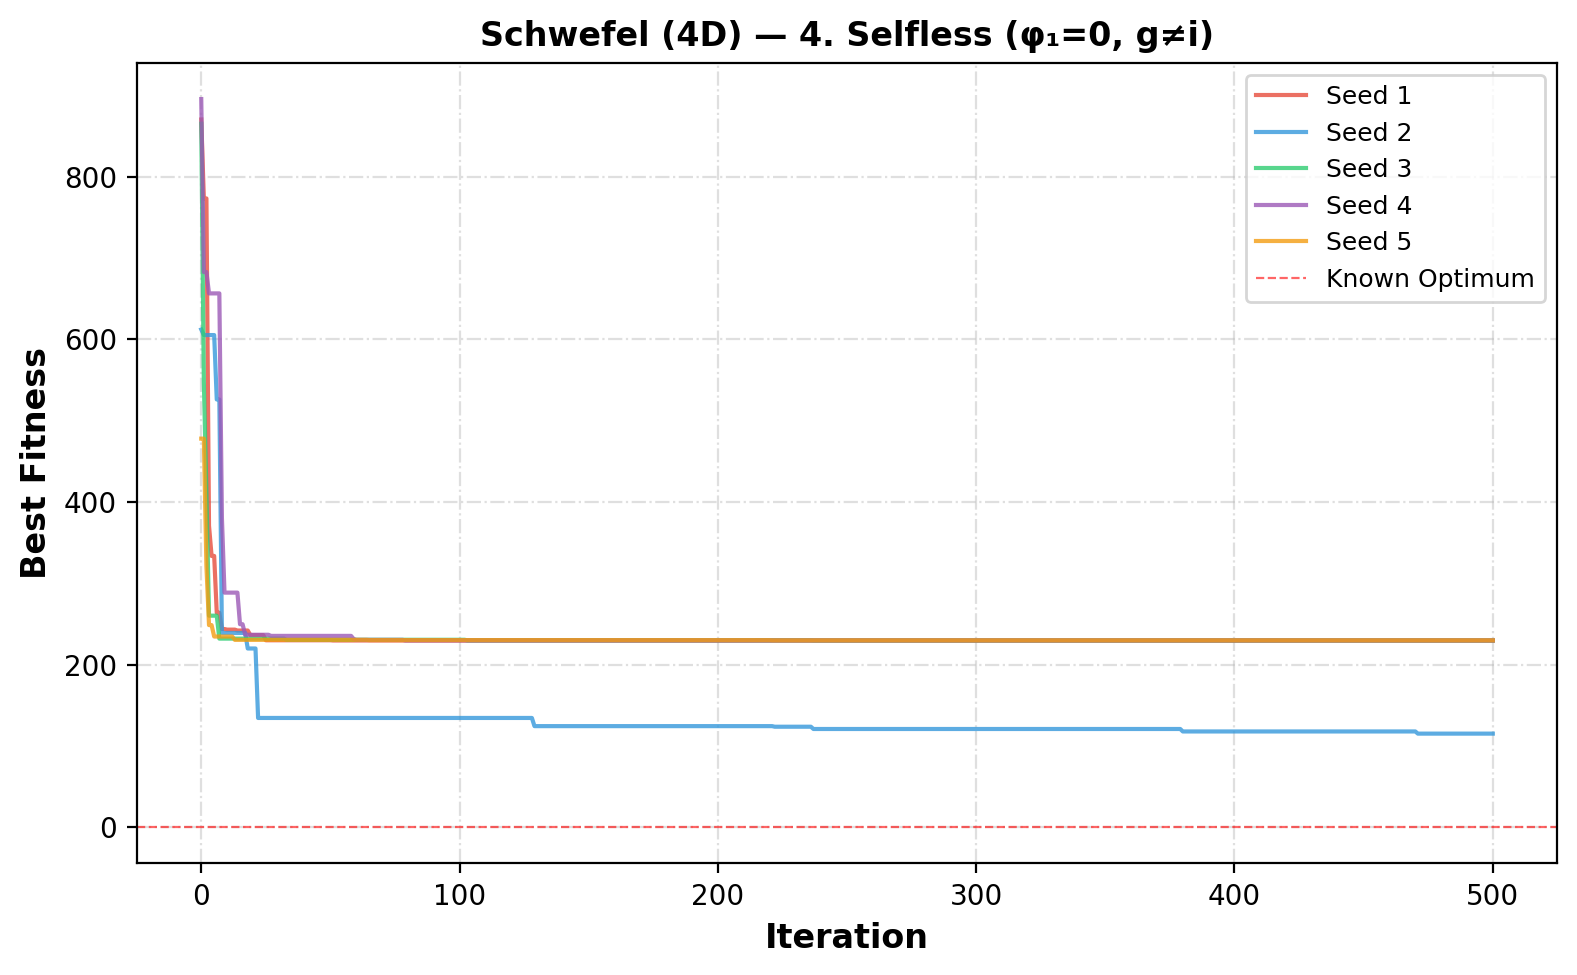 Schwefel (4D) — 4. Selfless (φ₁=0, g≠i)
Best Fitness
800
600
400
200
0
0 100 200 300 400 500
Iteration
Seed 1
Seed 2
Seed 3
Seed 4
Seed 5
Known Optimum